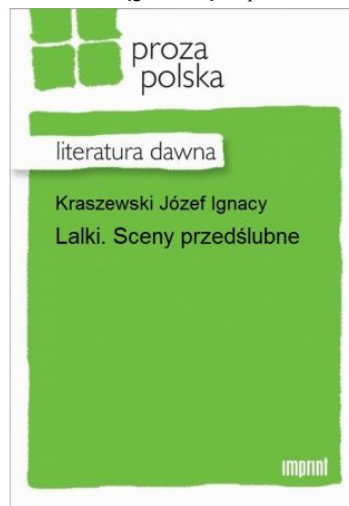 proza
polska
literatura dawna
Kraszewski Józef Ignacy
Lalki. Sceny przedślubne
imprint